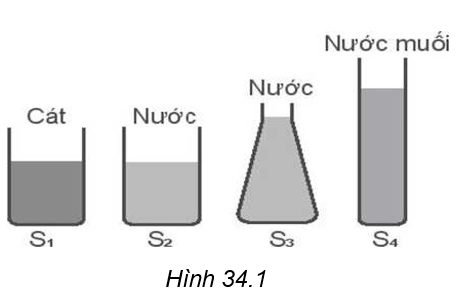 Nước muối
Cát
Nước
Nước
S1
S2
S3
S4
Hình 34.1